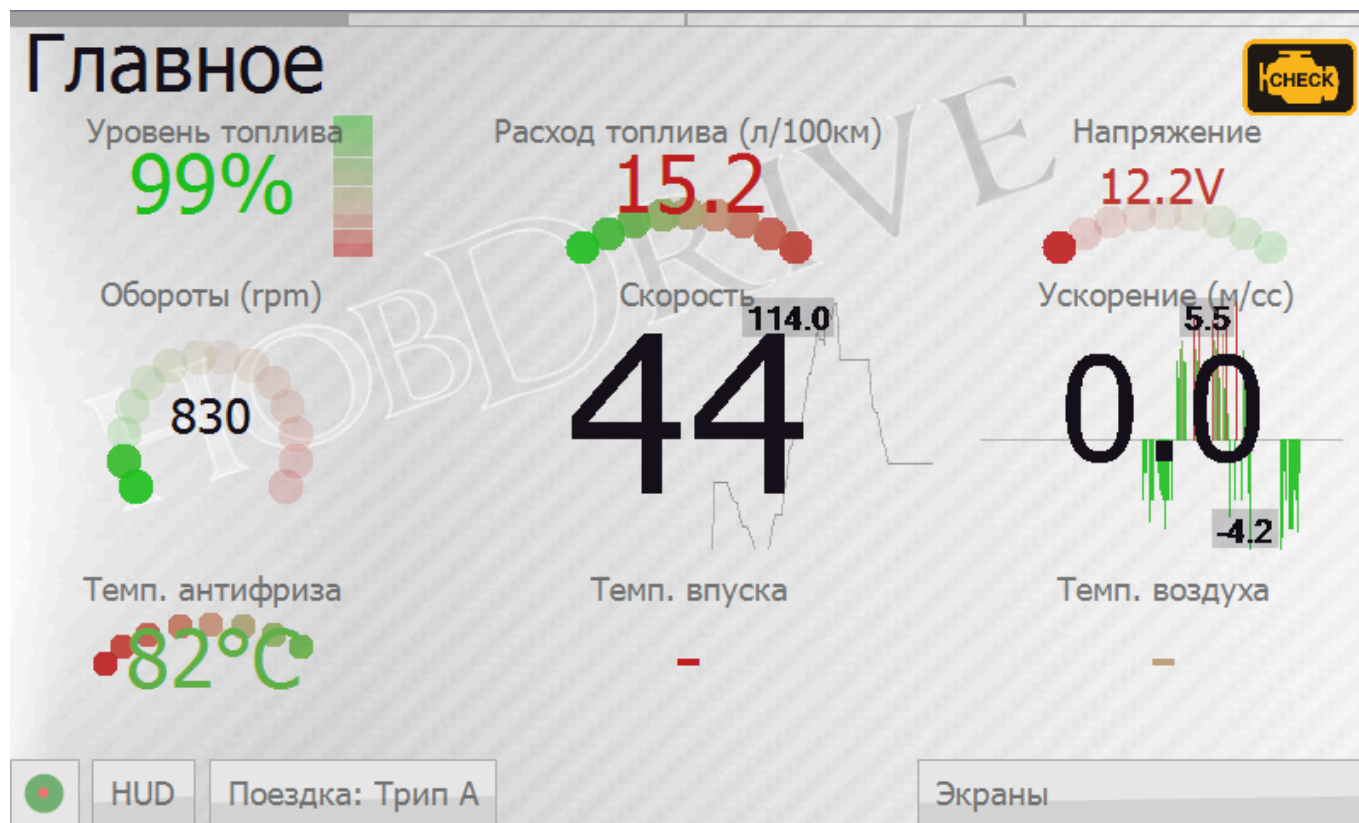 Главное
CHECK
Уровень топлива
99%
Расход топлива (л/100км)
15.2
Напряжение
12.2V
HOBDRIVE
Обороты (rpm)
830
Скорость
114.0
44
Ускорение (м/сс)
5.5
0.0
-4.2
Темп. антифриза
82°C
Темп. впуска
-
Темп. воздуха
-
HUD
Поездка: Трип А
Экраны